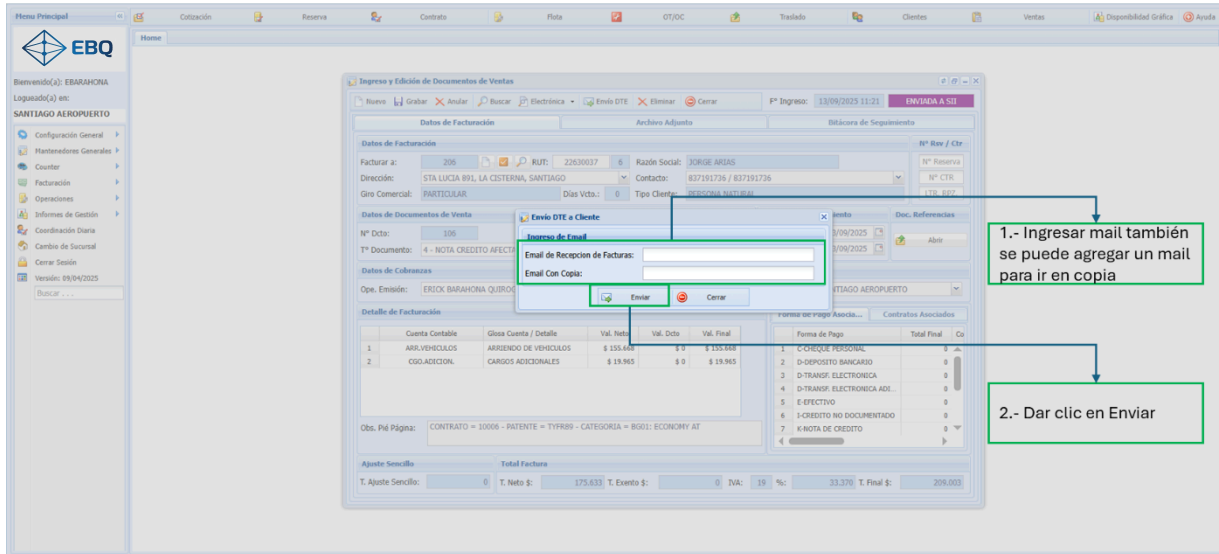 Menu Principal
Cotización
Reserva
Contrato
Flota
OT/OC
Traslado
Clientes
Ventas
Disponibilidad Gráfica
Ayuda
Home
EBQ
Bienvenido(a): EBARAHONA
Logueado(a) en:
SANTIAGO AEROPUERTO
Configuración General
Mantenedores Generales
Counter
Facturación
Operaciones
Informes de Gestión
Coordinación Diaria
Cambio de Sucursal
Cerrar Sesión
Versión: 09/04/2025
Buscar . . .
Ingreso y Edición de Documentos de Ventas
Nuevo Grabar Anular Buscar Electrónica Envío DTE Eliminar Cerrar F° Ingreso: 13/09/2025 11:21 ENVIADA A SII
Datos de Facturación Archivo Adjunto Bitácora de Seguimiento
Datos de Facturación N° Rsv / Ctr
Facturar a: 206 RUT: 22630037 6 Razón Social: JORGE ARIAS N° Reserva
Dirección: STA LUCIA 891, LA CISTERNA, SANTIAGO Contacto: 837191736 / 837191736 N° CTR
Giro Comercial: PARTICULAR Días Vcto.: 0 Tipo Cliente: PERSONA NATURAL LTR. RPZ
Datos de Documentos de Venta Doc. Referencias
N° Dcto: 106 Abrir
T° Documento: 4 - NOTA CREDITO AFECTA
Datos de Cobranzas
Ope. Emisión: ERICK BARAHONA QUIROG
Envío DTE a Cliente
Ingreso de Email
Email de Recepcion de Facturas:
Email Con Copia:
Enviar Cerrar
Detalle de Facturación Forma de Pago Asocia... Contratos Asociados
Cuenta Contable Glosa Cuenta / Detalle Val. Neto Val. Dcto Val. Final
1 ARR.VEHICULOS ARRIENDO DE VEHICULOS $ 155.668 $ 0 $ 155.668
2 CGO.ADICION. CARGOS ADICIONALES $ 19.965 $ 0 $ 19.965
Forma de Pago Total Final Co
1 C-CHEQUE PERSONAL 0
2 D-DEPOSITO BANCARIO 0
3 D-TRANSF. ELECTRONICA 0
4 D-TRANSF. ELECTRONICA ADI... 0
5 E-EFECTIVO 0
6 I-CREDITO NO DOCUMENTADO 0
7 K-NOTA DE CREDITO 0
Obs. Pié Página: CONTRATO = 10006 - PATENTE = TYFR89 - CATEGORIA = BG01: ECONOMY AT
Ajuste Sencillo Total Factura
T. Ajuste Sencillo: 0 T. Neto $: 175.633 T. Exento $: 0 IVA: 19 %: 33.370 T. Final $: 209.003
1.- Ingresar mail también
se puede agregar un mail
para ir en copia
2.- Dar clic en Enviar